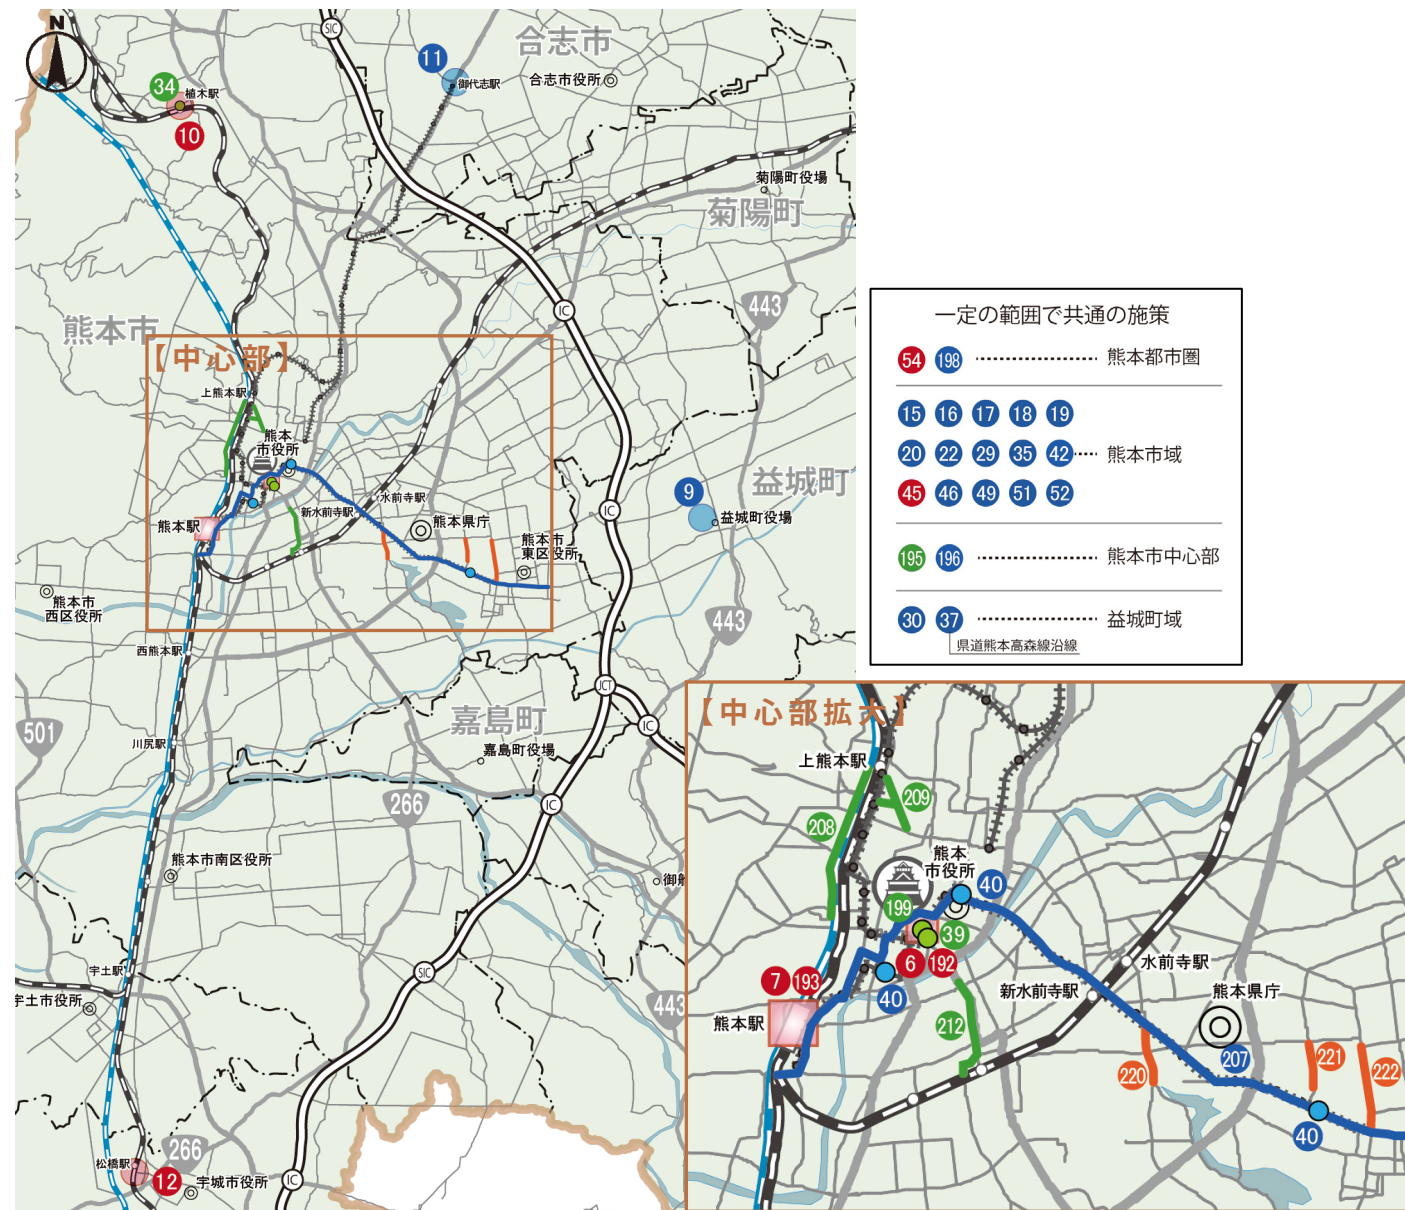 N
SIC
合志市
11
御代志駅
合志市役所
34
植木駅
10
菊陽町役場
菊陽町
443
IC
熊本市
【中心部】
上熊本駅
熊本
市役所
水前寺駅
新水前寺駅
熊本県庁
熊本駅
熊本市
東区役所
IC
9
益城町
益城町役場
443
熊本市
西区役所
西熊本駅
JCT
IC
嘉島町
嘉島町役場
501
川尻駅
266
IC
熊本市南区役所
御船
宇土駅
宇土市役所
SIC
443
266
松橋駅
12
宇城市役所
IC
一定の範囲で共通の施策
54 198 熊本都市圏
15 16 17 18 19
20 22 29 35 42 熊本市域
45 46 49 51 52
195 196 熊本市中心部
30 37 益城町域
県道熊本高森線沿線
【中心部拡大】
上熊本駅
209
208
熊本
市役所
40
199
39
6 192
7 193
40
水前寺駅
新水前寺駅
熊本県庁
熊本駅
212
207
220
221
222
40